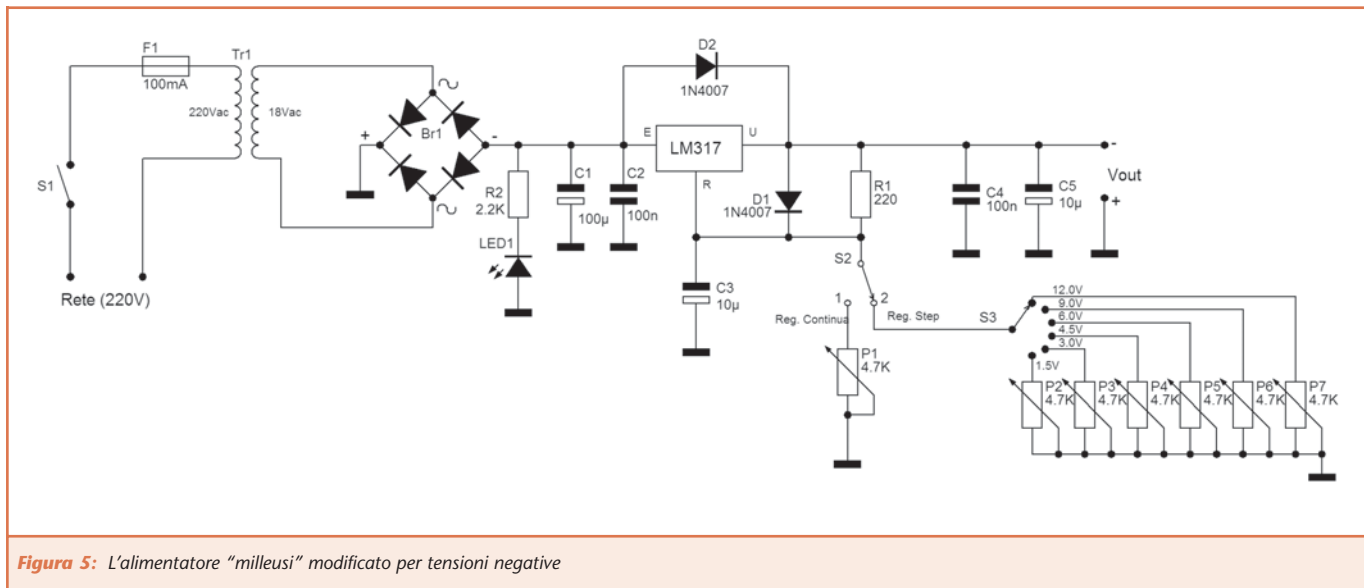 F1
100mA
Tr1
220Vac
18Vac
S1
Rete (220V)
+
Br1
-
R2
2.2K
LED1
C1
100µ
C2
100n
D2
1N4007
E
LM317
U
R
D1
1N4007
R1
220
C3
10µ
C4
100n
C5
10µ
-
Vout
+
S2
1
2
Reg. Continua
Reg. Step
P1
4.7K
S3
12.0V
9.0V
6.0V
4.5V
3.0V
1.5V
P2
4.7K
P3
4.7K
P4
4.7K
P5
4.7K
P6
4.7K
P7
4.7K
Figura 5: L'alimentatore “milleusi” modificato per tensioni negative